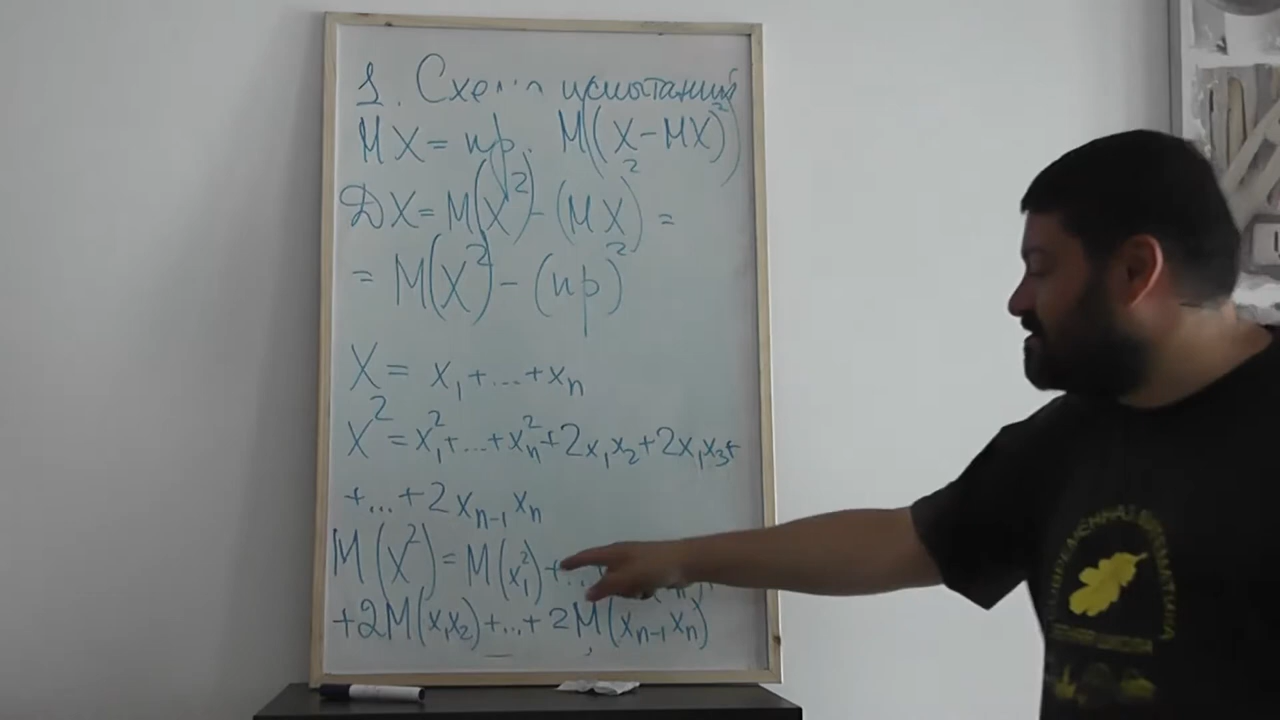 1. Схема испытаний
MX = np. M((X - MX)²)
DX = M(X²) - (MX)² =
= M(X²) - (np)²
X = x₁ + ... + xₙ
X² = x₁² + ... + xₙ² + 2x₁x₂ + 2x₁x₃ +
+ ... + 2xₙ₋₁xₙ
M(X²) = M(x₁²) + ...
+ 2M(x₁x₂) + ... + 2M(xₙ₋₁xₙ)